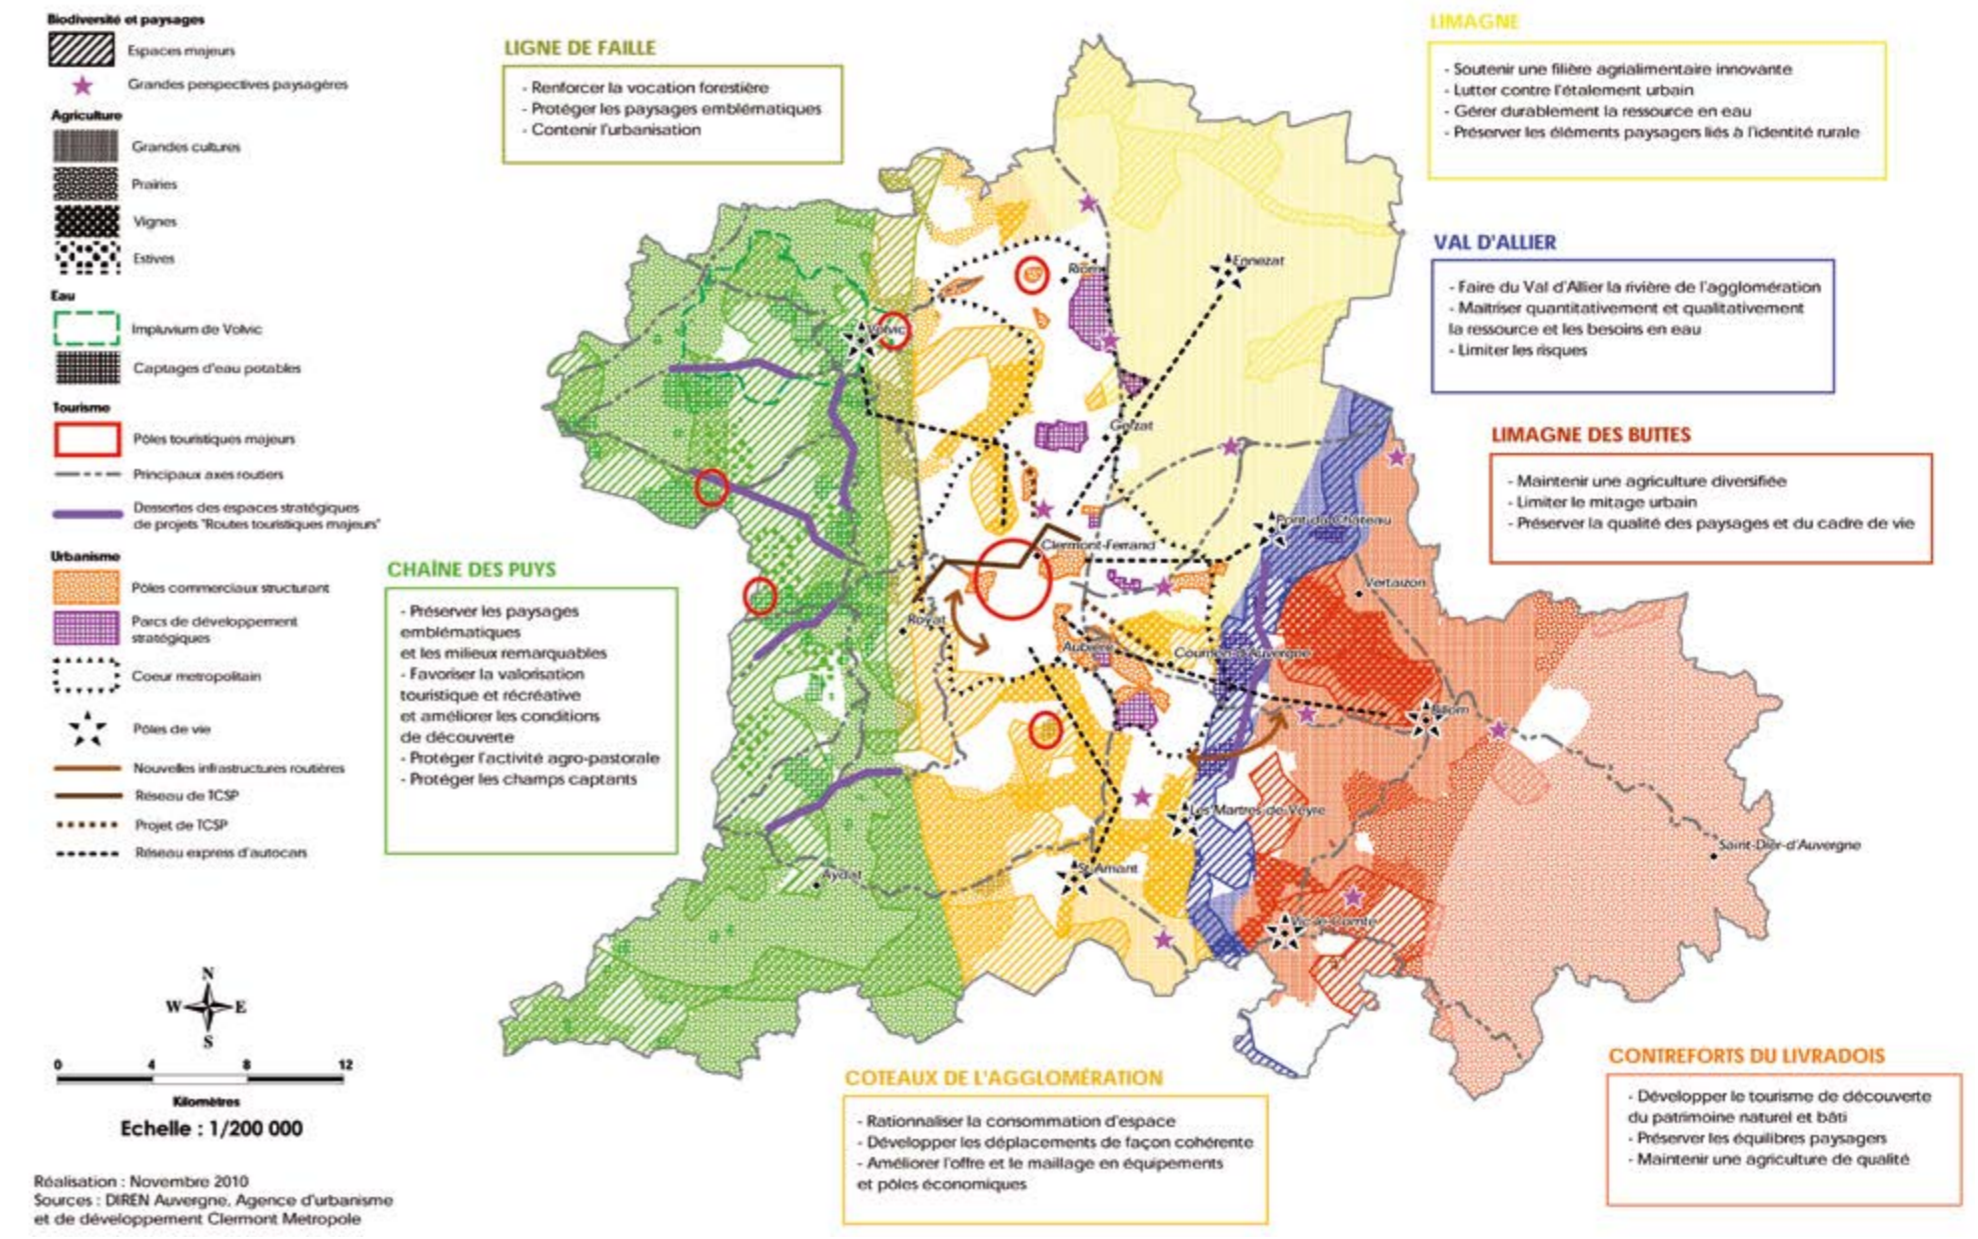 Biodiversité et paysages
Espaces majeurs
Grandes perspectives paysagères
Agriculture
Grandes cultures
Prairies
Vignes
Estives
Eau
Impluvium de Volvic
Captages d'eau potables
Tourisme
Pôles touristiques majeurs
Principaux axes routiers
Dessertes des espaces stratégiques
de projets "Routes touristiques majeurs"
Urbanisme
Pôles commerciaux structurant
Parcs de développement
stratégiques
Coeur metropolitain
Pôles de vie
Nouvelles infrastructures routières
Réseau de TCSP
Projet de TCSP
Réseau express d'autocars
N
W E
S
0 4 8 12
Kilomètres
Echelle : 1/200 000
Réalisation : Novembre 2010
Sources : DIREN Auvergne, Agence d'urbanisme
et de développement Clermont Metropole
LIGNE DE FAILLE
- Renforcer la vocation forestière
- Protéger les paysages emblématiques
- Contenir l'urbanisation
LIMAGNE
- Soutenir une filière agrialimentaire innovante
- Lutter contre l'étalement urbain
- Gérer durablement la ressource en eau
- Préserver les éléments paysagers liés à l'identité rurale
VAL D'ALLIER
- Faire du Val d'Allier la rivière de l'agglomération
- Maitriser quantitativement et qualitativement
la ressource et les besoins en eau
- Limiter les risques
LIMAGNE DES BUTTES
- Maintenir une agriculture diversifiée
- Limiter le mitage urbain
- Préserver la qualité des paysages et du cadre de vie
CHAÎNE DES PUYS
- Préserver les paysages
emblématiques
et les milieux remarquables
- Favoriser la valorisation
touristique et récréative
et améliorer les conditions
de découverte
- Protéger l'activité agro-pastorale
- Protéger les champs captants
COTEAUX DE L'AGGLOMÉRATION
- Rationnaliser la consommation d'espace
- Développer les déplacements de façon cohérente
- Améliorer l'offre et le maillage en équipements
et pôles économiques
CONTREFORTS DU LIVRADOIS
- Développer le tourisme de découverte
du patrimoine naturel et bâti
- Préserver les équilibres paysagers
- Maintenir une agriculture de qualité
Ennezat
Riom
Volvic
Gerzat
Pont-du-Château
Clermont-Ferrand
Vertaizon
Royat
Aubière
Cournon-d'Auvergne
Billom
Les Martres-de-Veyre
Saint-Dier-d'Auvergne
Aydat
St-Amant
Vic-le-Comte